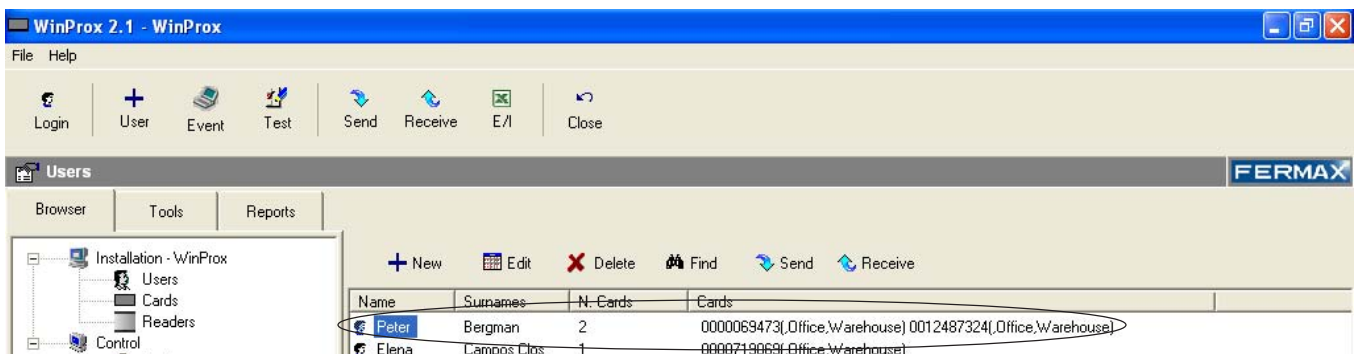 WinProx 2.1 - WinProx
File Help
Login User Event Test Send Receive E/I Close
Users FERMAX
Browser Tools Reports
Installation - WinProx
New Edit Delete Find Send Receive
Users
Cards
Name Surnames N. Cards Cards
Readers
Peter Bergman 2 0000069473(,Office,Warehouse) 0012487324(,Office,Warehouse)
Control
Elena Campos Clos 1 0000719069(,Office,Warehouse)